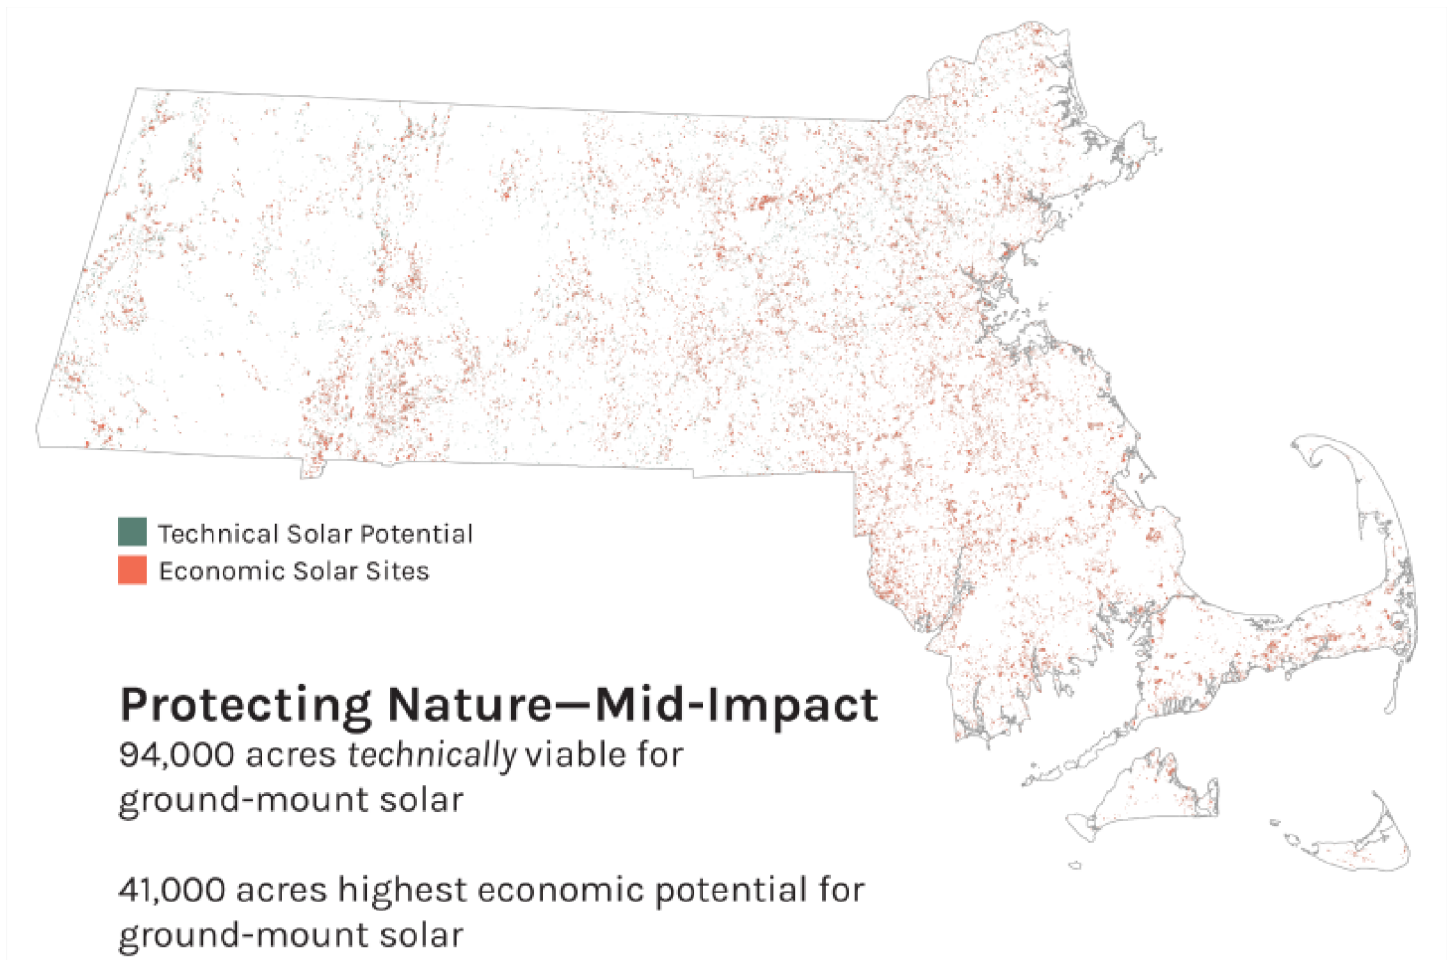 Technical Solar Potential
Economic Solar Sites
Protecting Nature—Mid-Impact
94,000 acres technically viable for
ground-mount solar
41,000 acres highest economic potential for
ground-mount solar